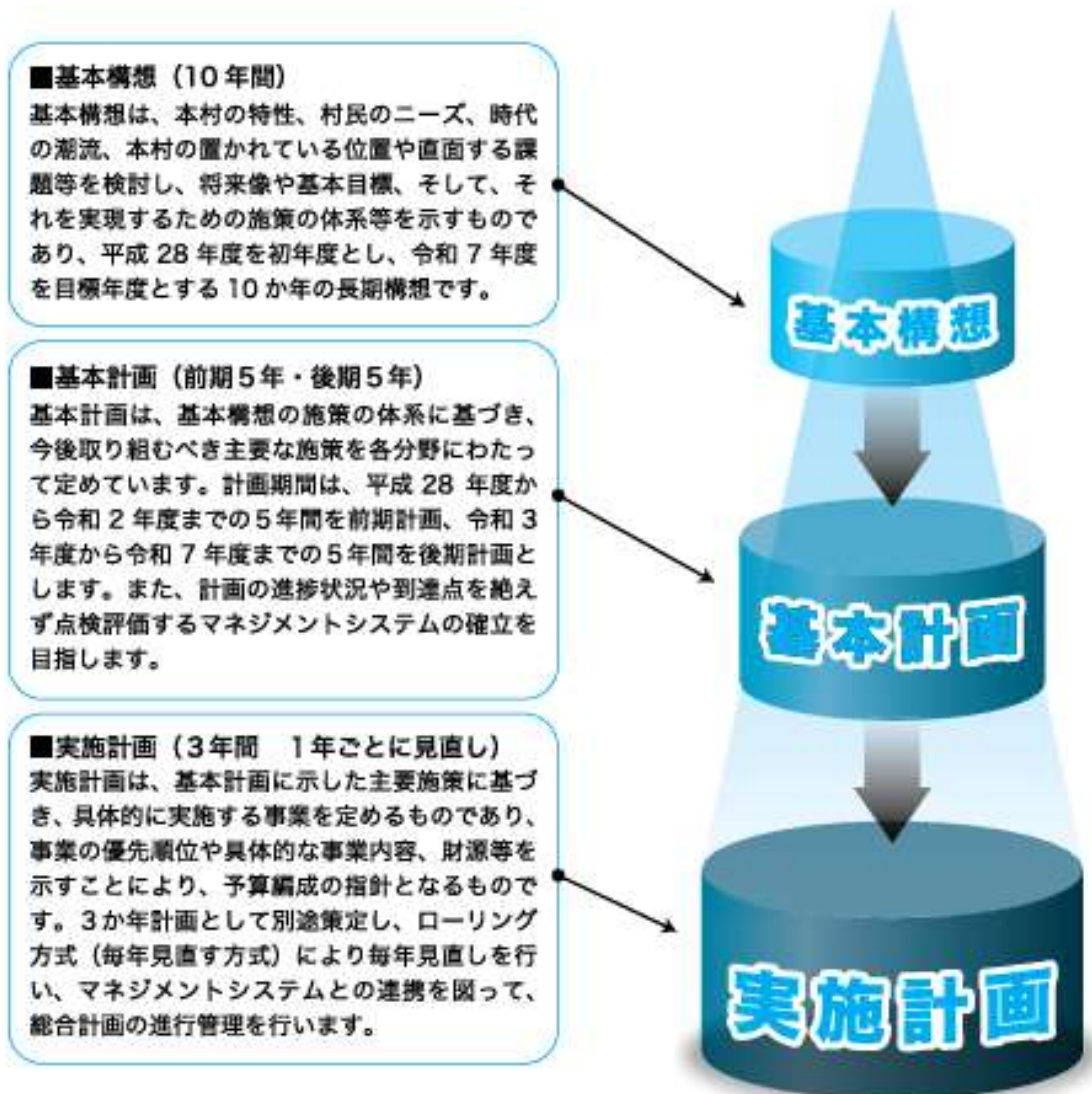 ■基本構想（10 年間）
基本構想は、本村の特性、村民のニーズ、時代
の潮流、本村の置かれている位置や直面する課
題等を検討し、将来像や基本目標、そして、そ
れを実現するための施策の体系等を示すもので
あり、平成 28 年度を初年度とし、令和 7 年度
を目標年度とする 10 か年の長期構想です。
基本構想
■基本計画（前期５年・後期５年）
基本計画は、基本構想の施策の体系に基づき、
今後取り組むべき主要な施策を各分野にわたっ
て定めています。計画期間は、平成 28 年度か
ら令和 2 年度までの５年間を前期計画、令和 3
年度から令和 7 年度までの５年間を後期計画と
します。また、計画の進捗状況や到達点を絶え
ず点検評価するマネジメントシステムの確立を
目指します。
基本計画
■実施計画（３年間　１年ごとに見直し）
実施計画は、基本計画に示した主要施策に基づ
き、具体的に実施する事業を定めるものであり、
事業の優先順位や具体的な事業内容、財源等を
示すことにより、予算編成の指針となるもので
す。３か年計画として別途策定し、ローリング
方式（毎年見直す方式）により毎年見直しを行
い、マネジメントシステムとの連携を図って、
総合計画の進行管理を行います。
実施計画